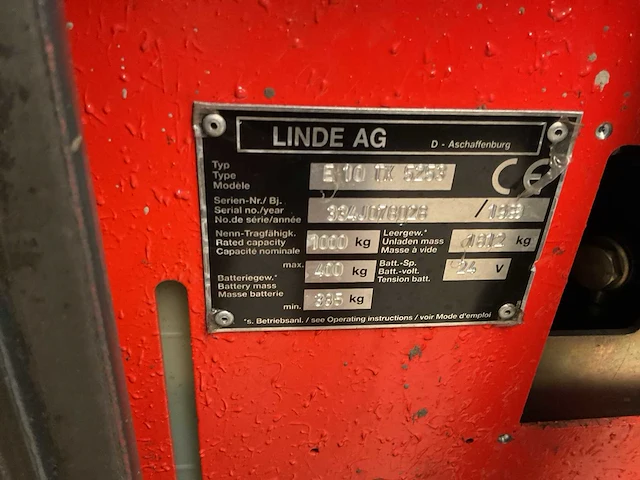 LINDE AG D - Aschaffenburg
Typ
Type
Modèle
E 10 TX
CE
Serien-Nr./ Bj.
Serial no./year
No.de série/année
/
Nenn-Tragfähigk.
Rated capacity
Capacité nominale
1000 kg
Leergew.*
Unladen mass
Masse à vide
kg
max. 400 kg
Batteriegew.*
Battery mass
Masse batterie
min. 395 kg
Batt.-Sp.
Batt.-volt.
Tension batt.
24 V
*s. Betriebsanl. / see Operating instructions / voir Mode d'emploi